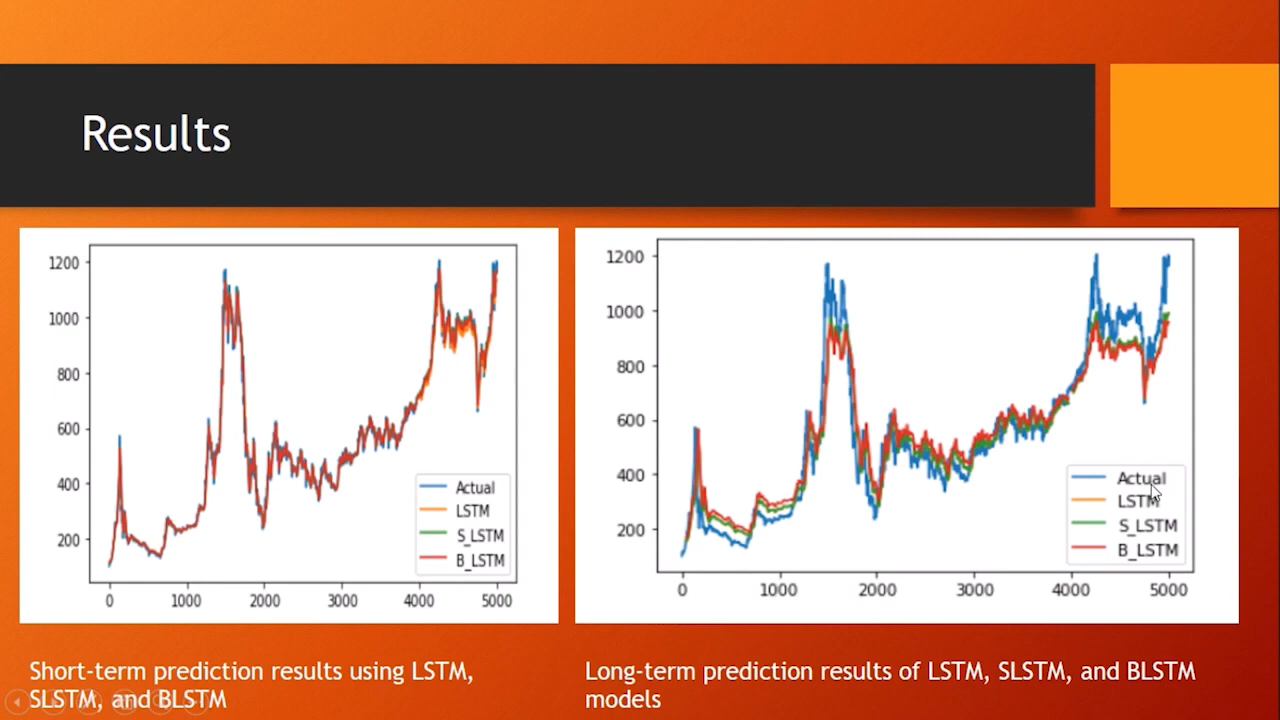 Results
1200
1000
800
600
400
200
0 1000 2000 3000 4000 5000
Actual
LSTM
S_LSTM
B_LSTM
1200
1000
800
600
400
200
0 1000 2000 3000 4000 5000
Actual
LSTM
S_LSTM
B_LSTM
Short-term prediction results using LSTM,
SLSTM, and BLSTM
Long-term prediction results of LSTM, SLSTM, and BLSTM
models